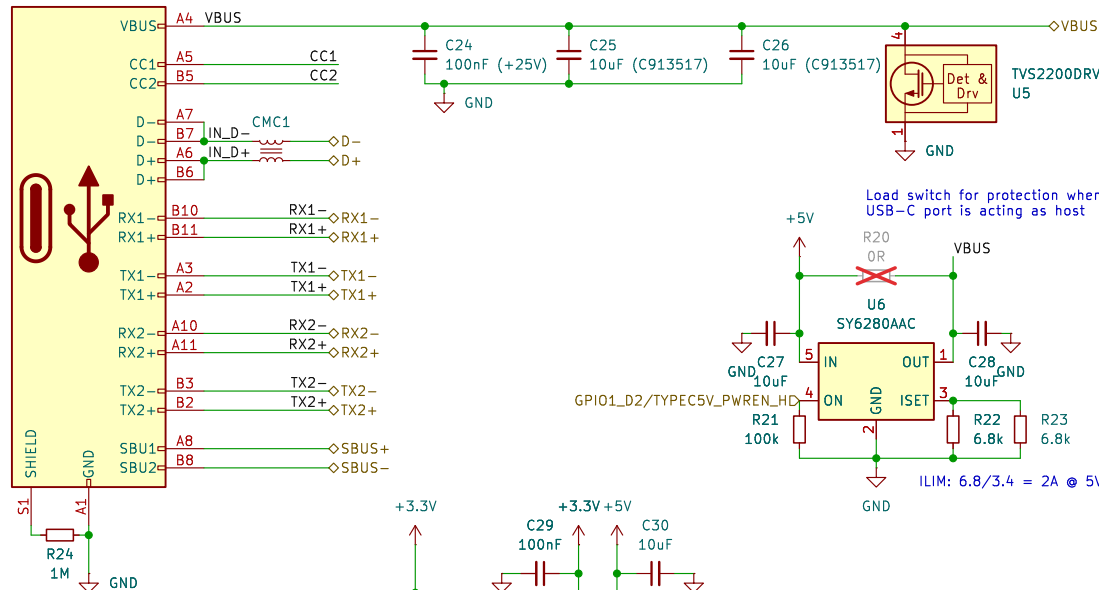 VBUS A4 VBUS
VBUS
CC1 A5 CC1
CC2 B5 CC2
D- A7
D- B7 IN_D- CMC1 D-
D+ A6 IN_D+ D+
D+ B6
RX1- B10 RX1- RX1-
RX1+ B11 RX1+ RX1+
TX1- A3 TX1- TX1-
TX1+ A2 TX1+ TX1+
RX2- A10 RX2- RX2-
RX2+ A11 RX2+ RX2+
TX2- B3 TX2- TX2-
TX2+ B2 TX2+ TX2+
SBU1 A8 SBUS+
SBU2 B8 SBUS-
SHIELD
GND
S1
A1
R24
1M
GND
C24
100nF (+25V)
C25
10uF (C913517)
C26
10uF (C913517)
GND
4
Det &
Drv
TVS2200DRV
U5
1
GND
Load switch for protection wher
USB-C port is acting as host
+5V
R20
0R
VBUS
U6
SY6280AAC
C27
10uF
GND
C28
10uF
GND
5 IN
OUT 1
GPIO1_D2/TYPEC5V_PWREN_H
4 ON
GND
2
ISET 3
R21
100k
R22
6.8k
R23
6.8k
GND
ILIM: 6.8/3.4 = 2A @ 5V
+3.3V
C29
100nF
+3.3V
+5V
C30
10uF